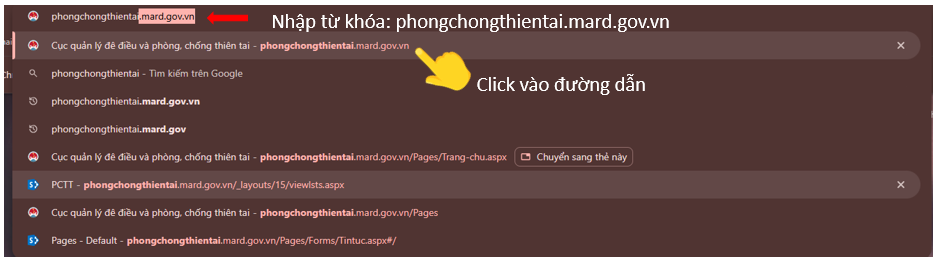 phongchongthientai.mard.gov.vn
Nhập từ khóa: phongchongthientai.mard.gov.vn
Cục quản lý đê điều và phòng, chống thiên tai - phongchongthientai.mard.gov.vn
phongchongthientai - Tìm kiếm trên Google
Click vào đường dẫn
phongchongthientai.mard.gov.vn
phongchongthientai.mard.gov
Cục quản lý đê điều và phòng, chống thiên tai - phongchongthientai.mard.gov.vn/Pages/Trang-chu.aspx
Chuyển sang thẻ này
PCTT - phongchongthientai.mard.gov.vn/_layouts/15/viewlsts.aspx
Cục quản lý đê điều và phòng, chống thiên tai - phongchongthientai.mard.gov.vn/Pages
Pages - Default - phongchongthientai.mard.gov.vn/Pages/Forms/Tintuc.aspx#/